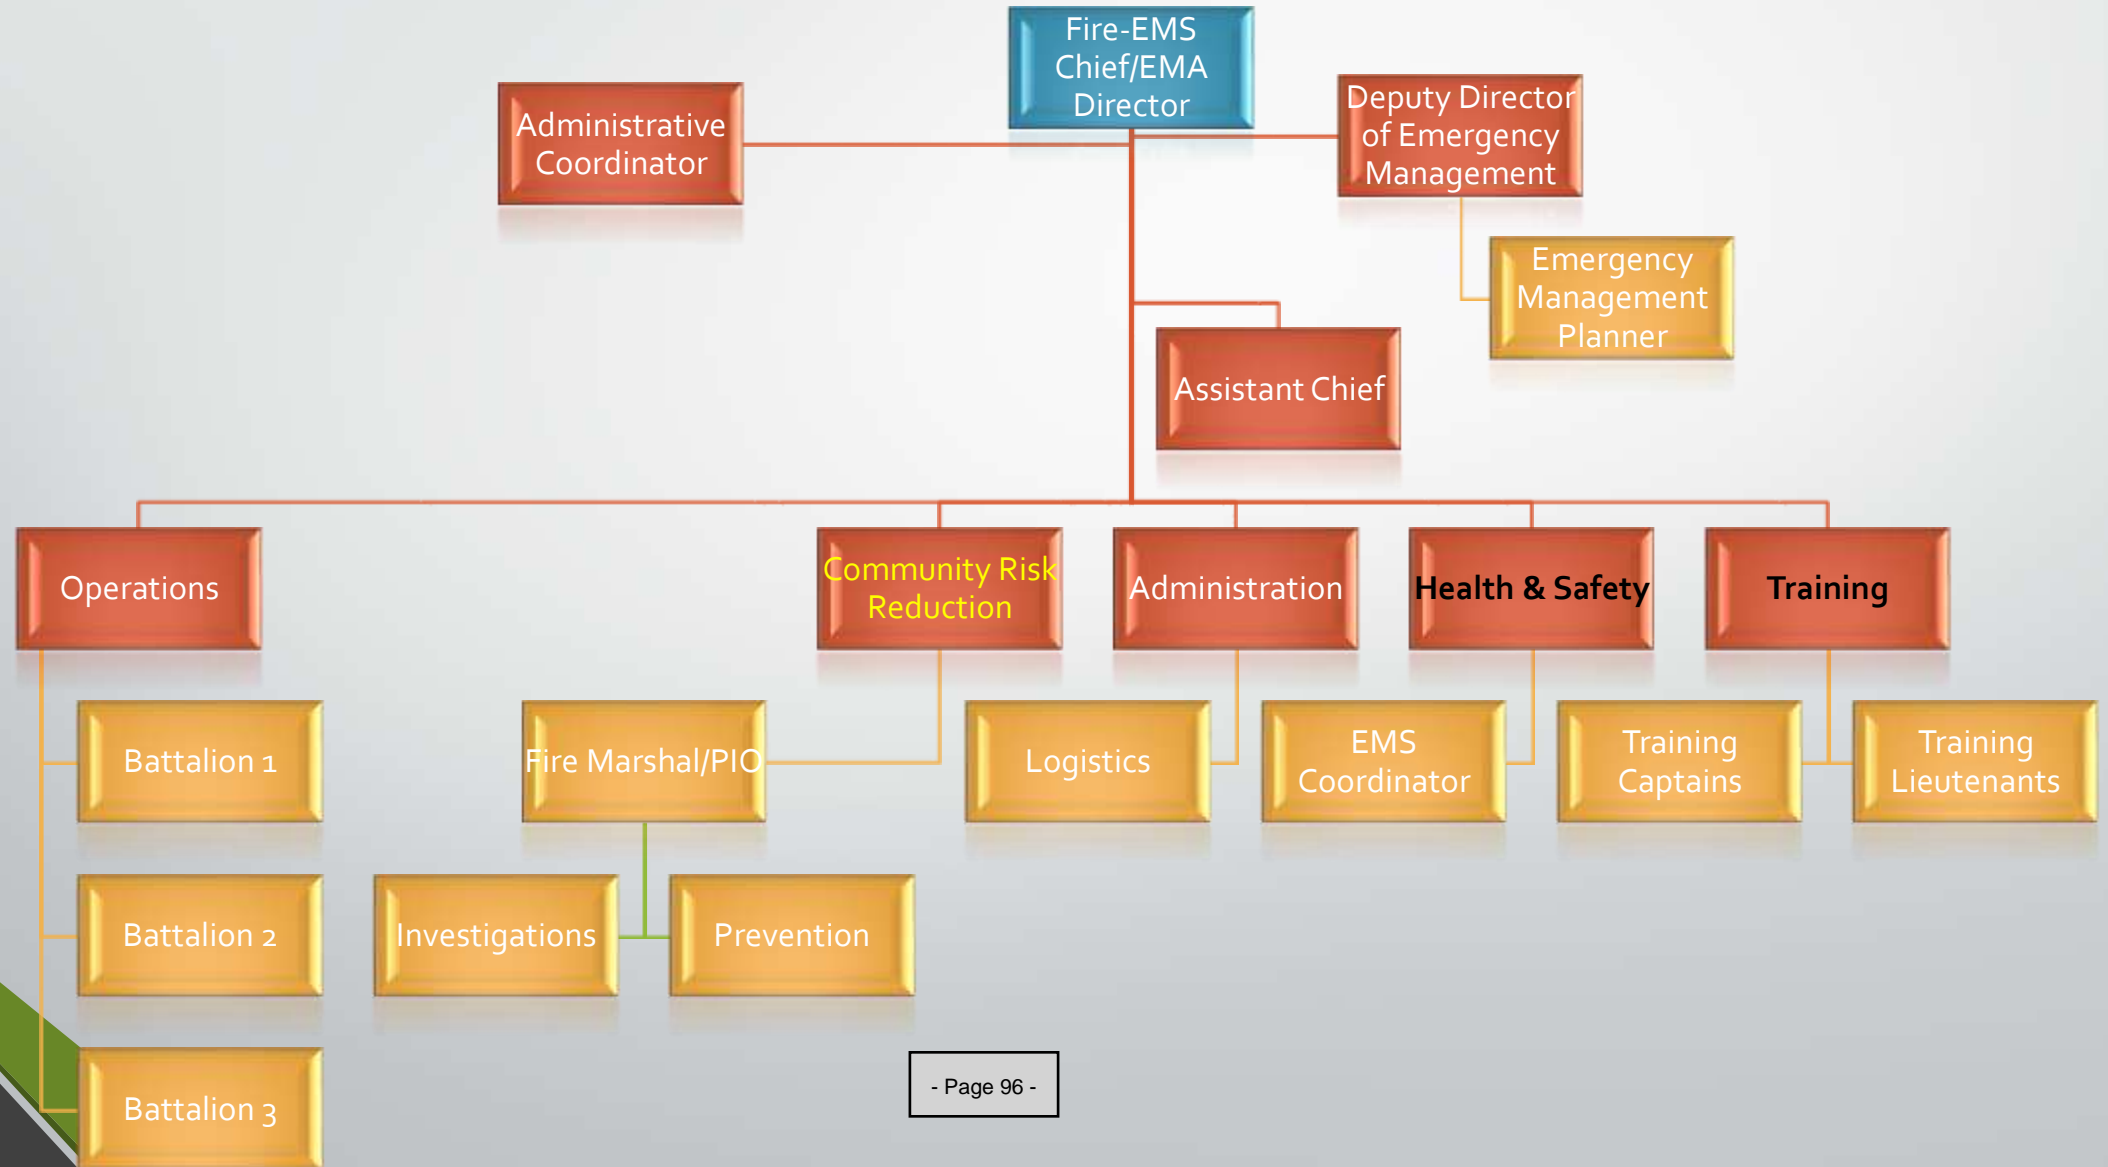 Fire-EMS
Chief/EMA
Director
Administrative
Coordinator
Deputy Director
of Emergency
Management
Emergency
Management
Planner
Assistant Chief
Operations
Community Risk
Reduction
Administration
Health & Safety
Training
Battalion 1
Fire Marshal/PIO
Logistics
EMS
Coordinator
Training
Captains
Training
Lieutenants
Battalion 2
Investigations
Prevention
Battalion 3
- Page 96 -